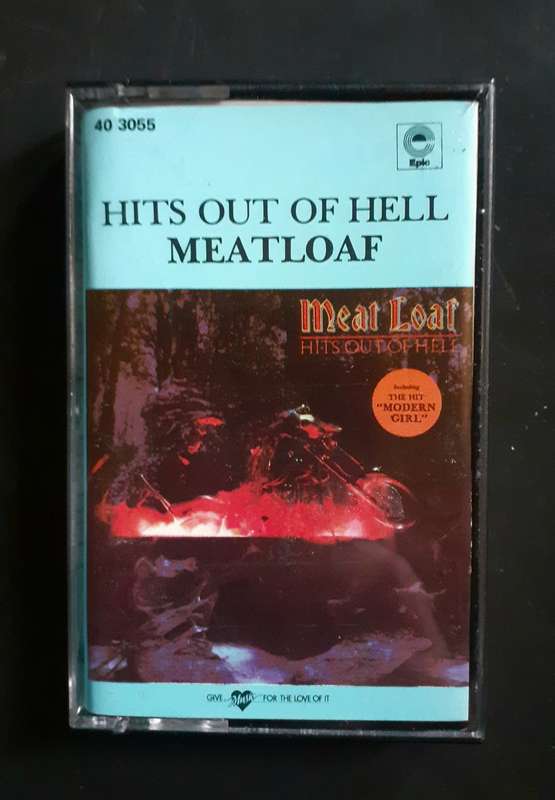 40 3055
Epic
HITS OUT OF HELL
MEATLOAF
Meat Loaf
HITS OUT OF HELL
Including
THE HIT
"MODERN
GIRL"
GIVE Music FOR THE LOVE OF IT